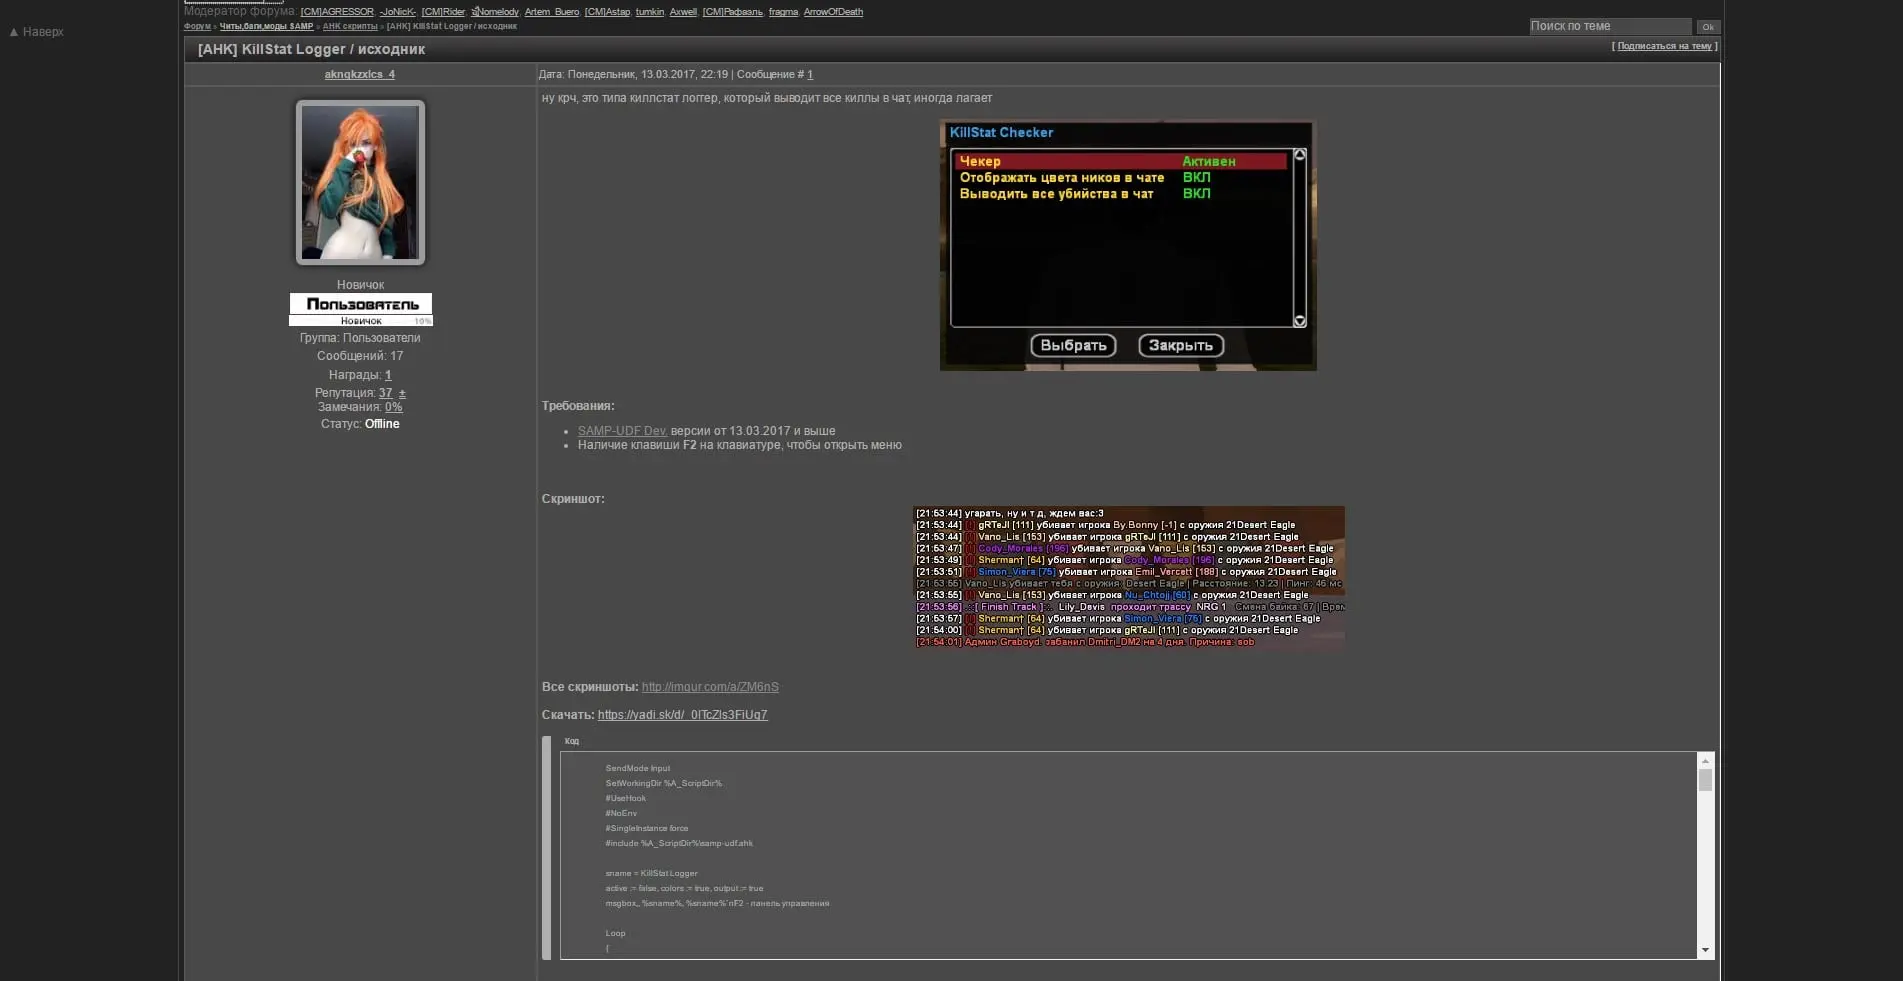 ▲ Наверх
Модератор форума: [CM]AGRESSOR, -JoNicK-, [CM]Rider, Nomelody, Artem_Buero, [CM]Astap, tumkin, Axwell, [CM]Рафаэль, fragma, ArrowOfDeath
Форум » Читы,баги,моды SAMP » AHK скрипты » [AHK] KillStat Logger / исходник
Поиск по теме
Ok
[AHK] KillStat Logger / исходник
[ Подписаться на тему ]
aknqkzxlcs_4
Дата: Понедельник, 13.03.2017, 22:19 | Сообщение # 1
ну крч, это типа киллстат логгер, который выводит все киллы в чат, иногда лагает
KillStat Checker
Чекер Активен
Отображать цвета ников в чате ВКЛ
Выводить все убийства в чат ВКЛ
Выбрать Закрыть
Новичок
Пользователь
Новичок 10%
Группа: Пользователи
Сообщений: 17
Награды: 1
Репутация: 37 ±
Замечания: 0%
Статус: Offline
Требования:
SAMP-UDF Dev. версии от 13.03.2017 и выше
Наличие клавиши F2 на клавиатуре, чтобы открыть меню
Скриншот:
[21:53:44] угарать, ну и т д, ждем вас:3
[21:53:44] [!] gRTeJl [111] убивает игрока By.Bonny [-1] с оружия 21Desert Eagle
[21:53:44] [!] Vano_Lis [153] убивает игрока gRTeJl [111] с оружия 21Desert Eagle
[21:53:47] [!] Cody_Morales [196] убивает игрока Vano_Lis [153] с оружия 21Desert Eagle
[21:53:49] [!] Sherman† [64] убивает игрока Cody_Morales [196] с оружия 21Desert Eagle
[21:53:51] [!] Simon_Viera [75] убивает игрока Emil_Vercett [188] с оружия 21Desert Eagle
[21:53:55] Vano_Lis убивает тебя с оружия: Desert Eagle | Расстояние: 13.23 | Пинг: 46 мс
[21:53:55] [!] Vano_Lis [153] убивает игрока Nu_Chtojj [60] с оружия 21Desert Eagle
[21:53:56] .::[ Finish Track ]::. Lily_Devis проходит трассу NRG 1 Смена байка: 67 | Врем
[21:53:57] [!] Sherman† [64] убивает игрока Simon_Viera [75] с оружия 21Desert Eagle
[21:54:00] [!] Sherman† [64] убивает игрока gRTeJl [111] с оружия 21Desert Eagle
[21:54:01] Админ Graboyd. забанил Dmitri_DM2 на 4 дня. Причина: sob
Все скриншоты: http://imgur.com/a/ZM6nS
Скачать: https://yadi.sk/d/_0ITcZls3FiUg7
Код
SendMode Input
SetWorkingDir %A_ScriptDir%
#UseHook
#NoEnv
#SingleInstance force
#include %A_ScriptDir%\samp-udf.ahk
sname = KillStat Logger
active := false, colors := true, output := true
msgbox,, %sname%, %sname%`nF2 - панель управления
Loop
{